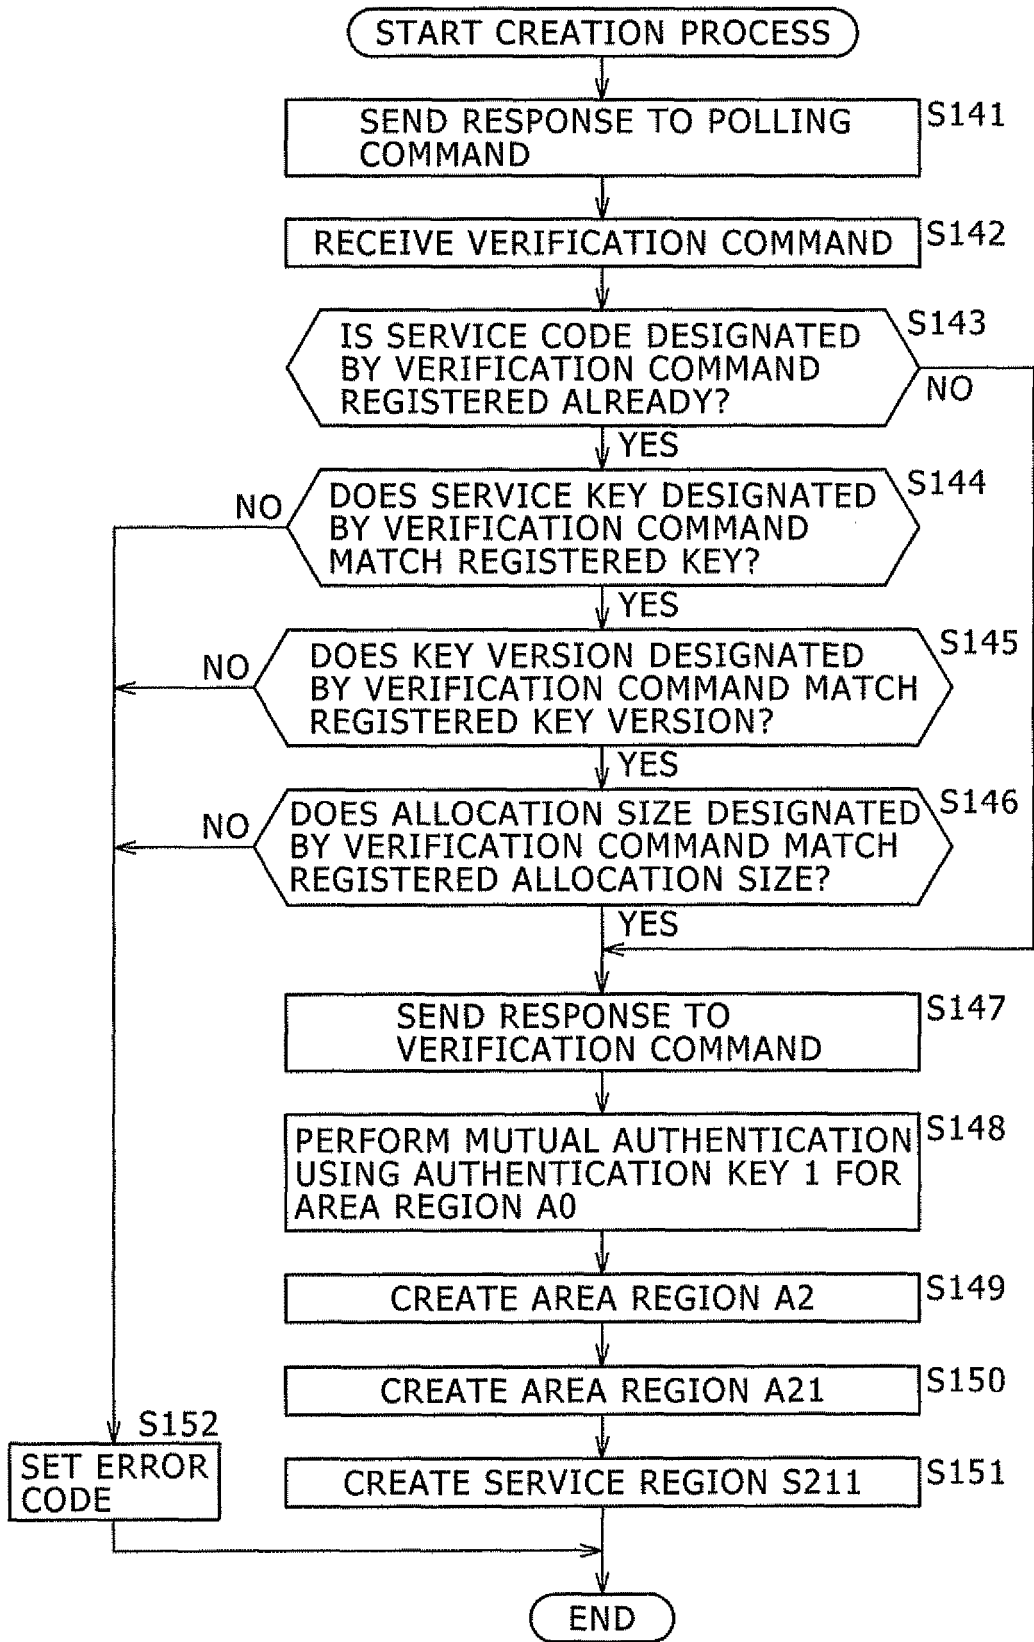 START CREATION PROCESS
SEND RESPONSE TO POLLING
COMMAND
S141
RECEIVE VERIFICATION COMMAND
S142
IS SERVICE CODE DESIGNATED
BY VERIFICATION COMMAND
REGISTERED ALREADY?
S143
NO
YES
DOES SERVICE KEY DESIGNATED
BY VERIFICATION COMMAND
MATCH REGISTERED KEY?
S144
NO
YES
DOES KEY VERSION DESIGNATED
BY VERIFICATION COMMAND MATCH
REGISTERED KEY VERSION?
S145
NO
YES
DOES ALLOCATION SIZE DESIGNATED
BY VERIFICATION COMMAND MATCH
REGISTERED ALLOCATION SIZE?
S146
NO
YES
SEND RESPONSE TO
VERIFICATION COMMAND
S147
PERFORM MUTUAL AUTHENTICATION
USING AUTHENTICATION KEY 1 FOR
AREA REGION A0
S148
CREATE AREA REGION A2
S149
CREATE AREA REGION A21
S150
S152
SET ERROR
CODE
CREATE SERVICE REGION S211
S151
END